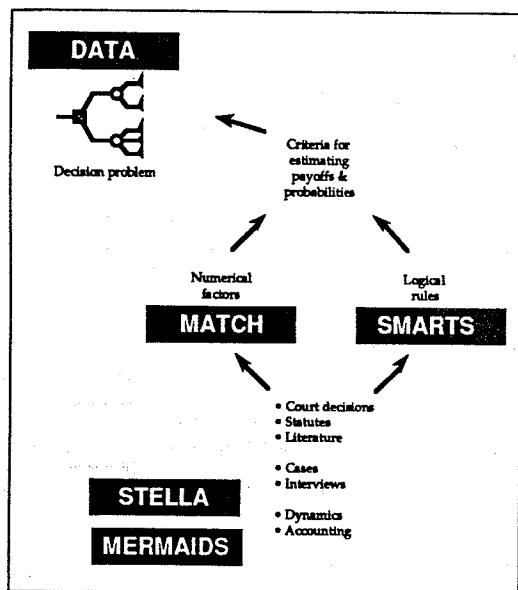 DATA
Decision problem
Criteria for
estimating
payoffs &
probabilities
Numerical
factors
MATCH
Logical
rules
SMARTS
• Court decisions
• Statutes
• Literature
• Cases
• Interviews
• Dynamics
• Accounting
STELLA
MERMAIDS